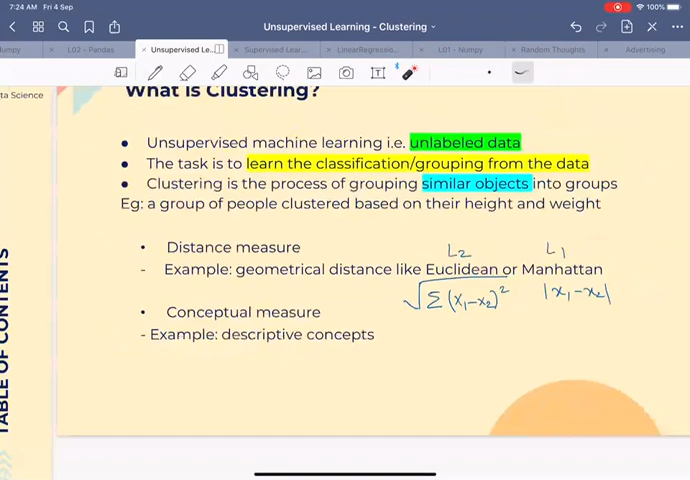 7:24 AM Fri 4 Sep
100%
Unsupervised Learning - Clustering
L02 - Pandas
Unsupervised Le...
Supervised Lear...
LinearRegressio...
L01 - Numpy
Random Thoughts
Advertising
ta Science
What is Clustering?
● Unsupervised machine learning i.e. unlabeled data
● The task is to learn the classification/grouping from the data
● Clustering is the process of grouping similar objects into groups
Eg: a group of people clustered based on their height and weight
• Distance measure
L2 L1
- Example: geometrical distance like Euclidean or Manhattan
√Σ(x₁-x₂)² |x₁-x₂|
• Conceptual measure
- Example: descriptive concepts
TABLE OF CONTENTS